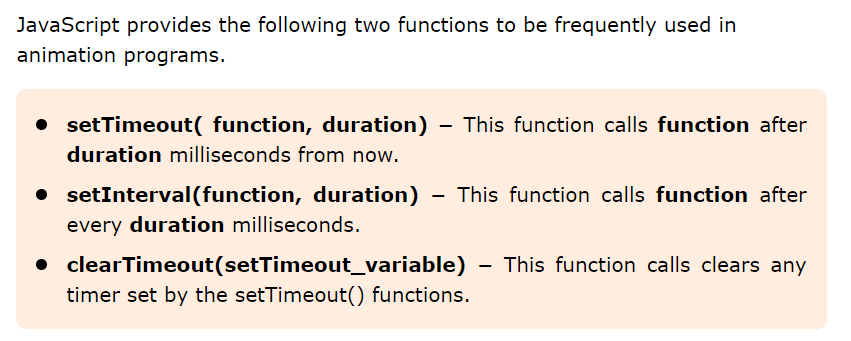 JavaScript provides the following two functions to be frequently used in
animation programs.
● setTimeout( function, duration) − This function calls function after
duration milliseconds from now.
● setInterval(function, duration) − This function calls function after
every duration milliseconds.
● clearTimeout(setTimeout_variable) − This function calls clears any
timer set by the setTimeout() functions.